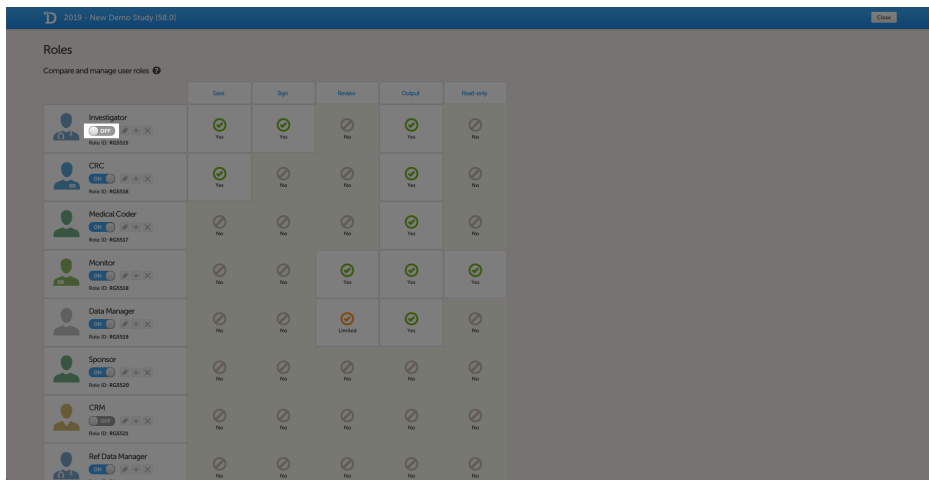 D 2019 - New Demo Study [58.0]
Close
Roles
Compare and manage user roles ?
Save Sign Review Output Read-only
Investigator
OFF
Role ID: RG5515
Yes Yes No Yes No
CRC
ON
Role ID: RG5516
Yes No No Yes No
Medical Coder
ON
Role ID: RG5517
No No No Yes No
Monitor
ON
Role ID: RG5518
No No Yes Yes Yes
Data Manager
ON
Role ID: RG5519
No No Limited Yes No
Sponsor
ON
Role ID: RG5520
No No No No No
CRM
OFF
Role ID: RG5521
No No No No No
Ref Data Manager
ON
No No No No No